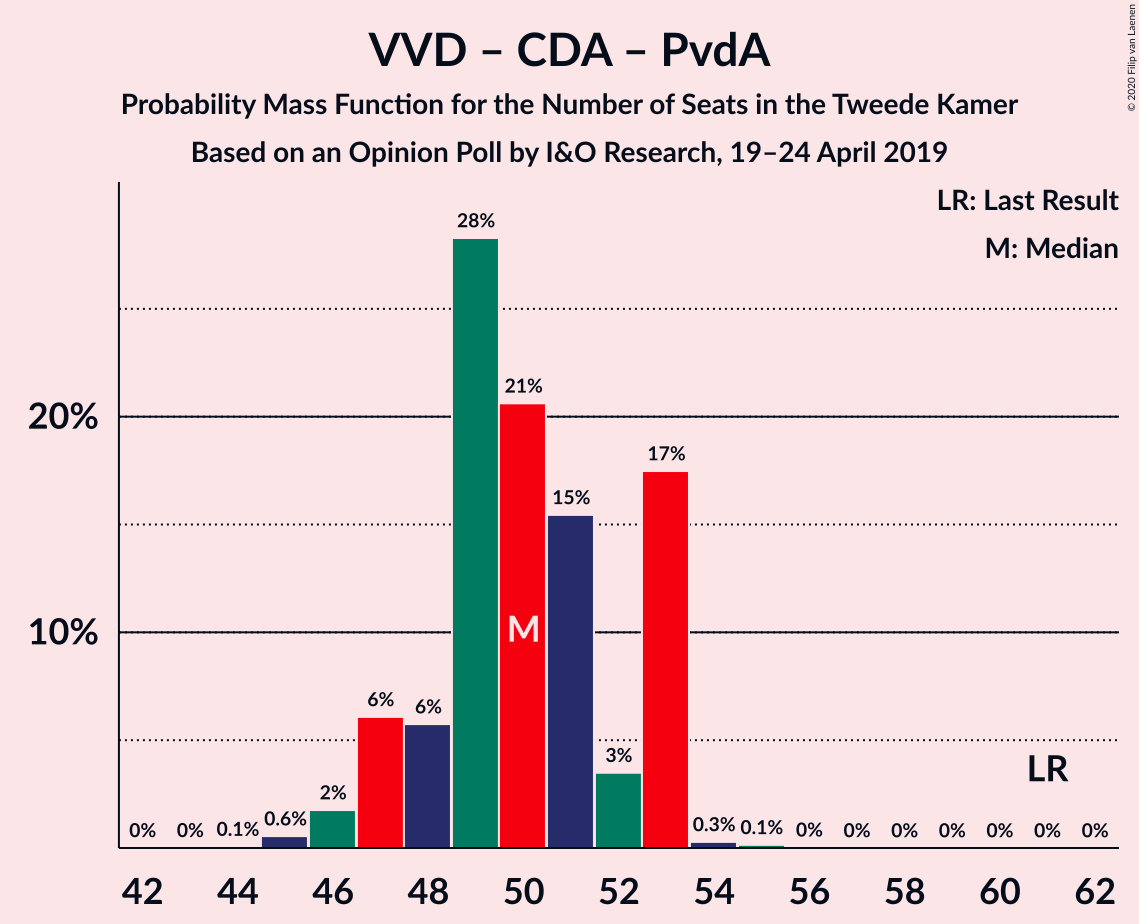 © 2020 Filip van Laenen
VVD – CDA – PvdA
Probability Mass Function for the Number of Seats in the Tweede Kamer
Based on an Opinion Poll by I&O Research, 19–24 April 2019
LR: Last Result
M: Median
28%
21%
20%
17%
15%
M
10%
6%
6%
3%
LR
2%
0% 0% 0.1% 0.6% 0.3% 0.1% 0% 0% 0% 0% 0% 0% 0%
42 44 46 48 50 52 54 56 58 60 62